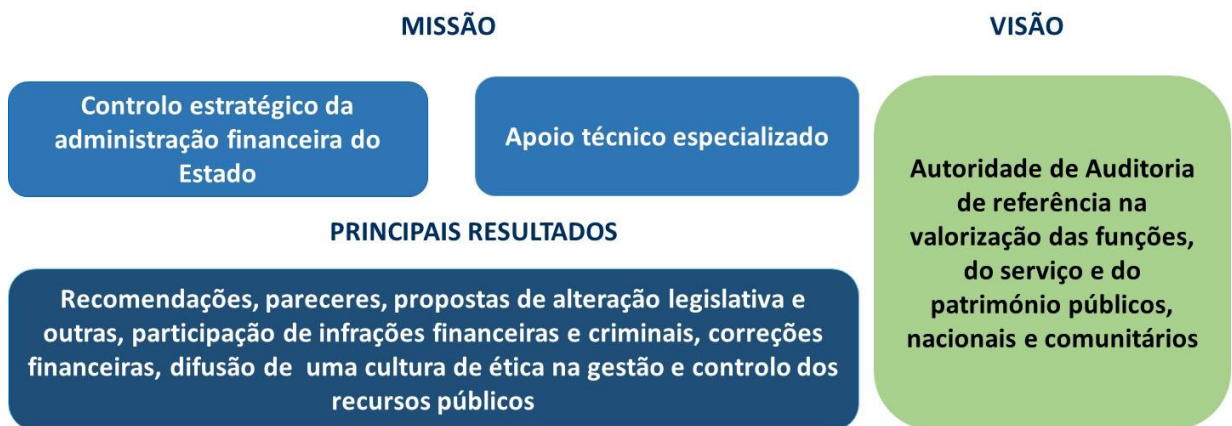 MISSÃO
Controlo estratégico da
administração financeira do
Estado
Apoio técnico especializado
PRINCIPAIS RESULTADOS
Recomendações, pareceres, propostas de alteração legislativa e
outras, participação de infrações financeiras e criminais, correções
financeiras, difusão de uma cultura de ética na gestão e controlo dos
recursos públicos
VISÃO
Autoridade de Auditoria
de referência na
valorização das funções,
do serviço e do
património públicos,
nacionais e comunitários